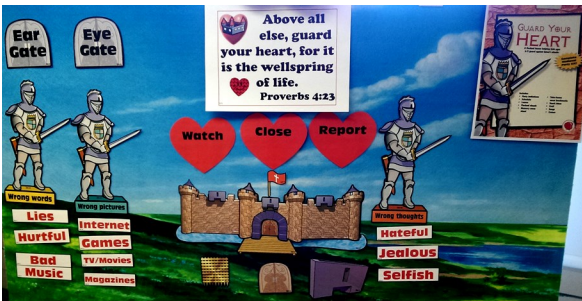 Ear
Gate
Eye
Gate
Above all
else, guard
your heart, for it
is the wellspring
of life.
Proverbs 4:23
GUARD YOUR
HEART
Watch
Close
Report
Wrong words
Lies
Hurtful
Bad
Music
Wrong pictures
Internet
Games
TV/Movies
Magazines
Wrong thoughts
Hateful
Jealous
Selfish